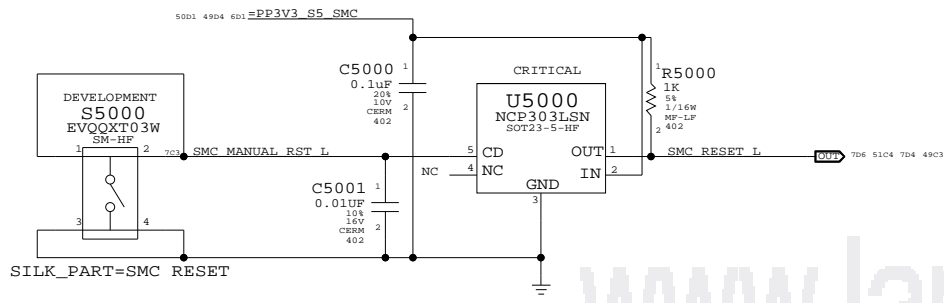 50D1 49D4 6D1 =PP3V3_S5_SMC
C5000 1
0.1uF
20%
10V 2
CERM
402
CRITICAL
U5000
NCP303LSN
SOT23-5-HF
5 CD OUT 1
4 NC IN 2
NC
GND
3
1 R5000
1K
5%
1/16W
MF-LF
2 402
DEVELOPMENT
S5000
EVQQXT03W
SM-HF
1 2
3 4
7C3 SMC_MANUAL_RST_L
SMC_RESET_L OUT 7D6 51C4 7D4 49C3
C5001 1
0.01UF
10%
16V 2
CERM
402
SILK_PART=SMC RESET